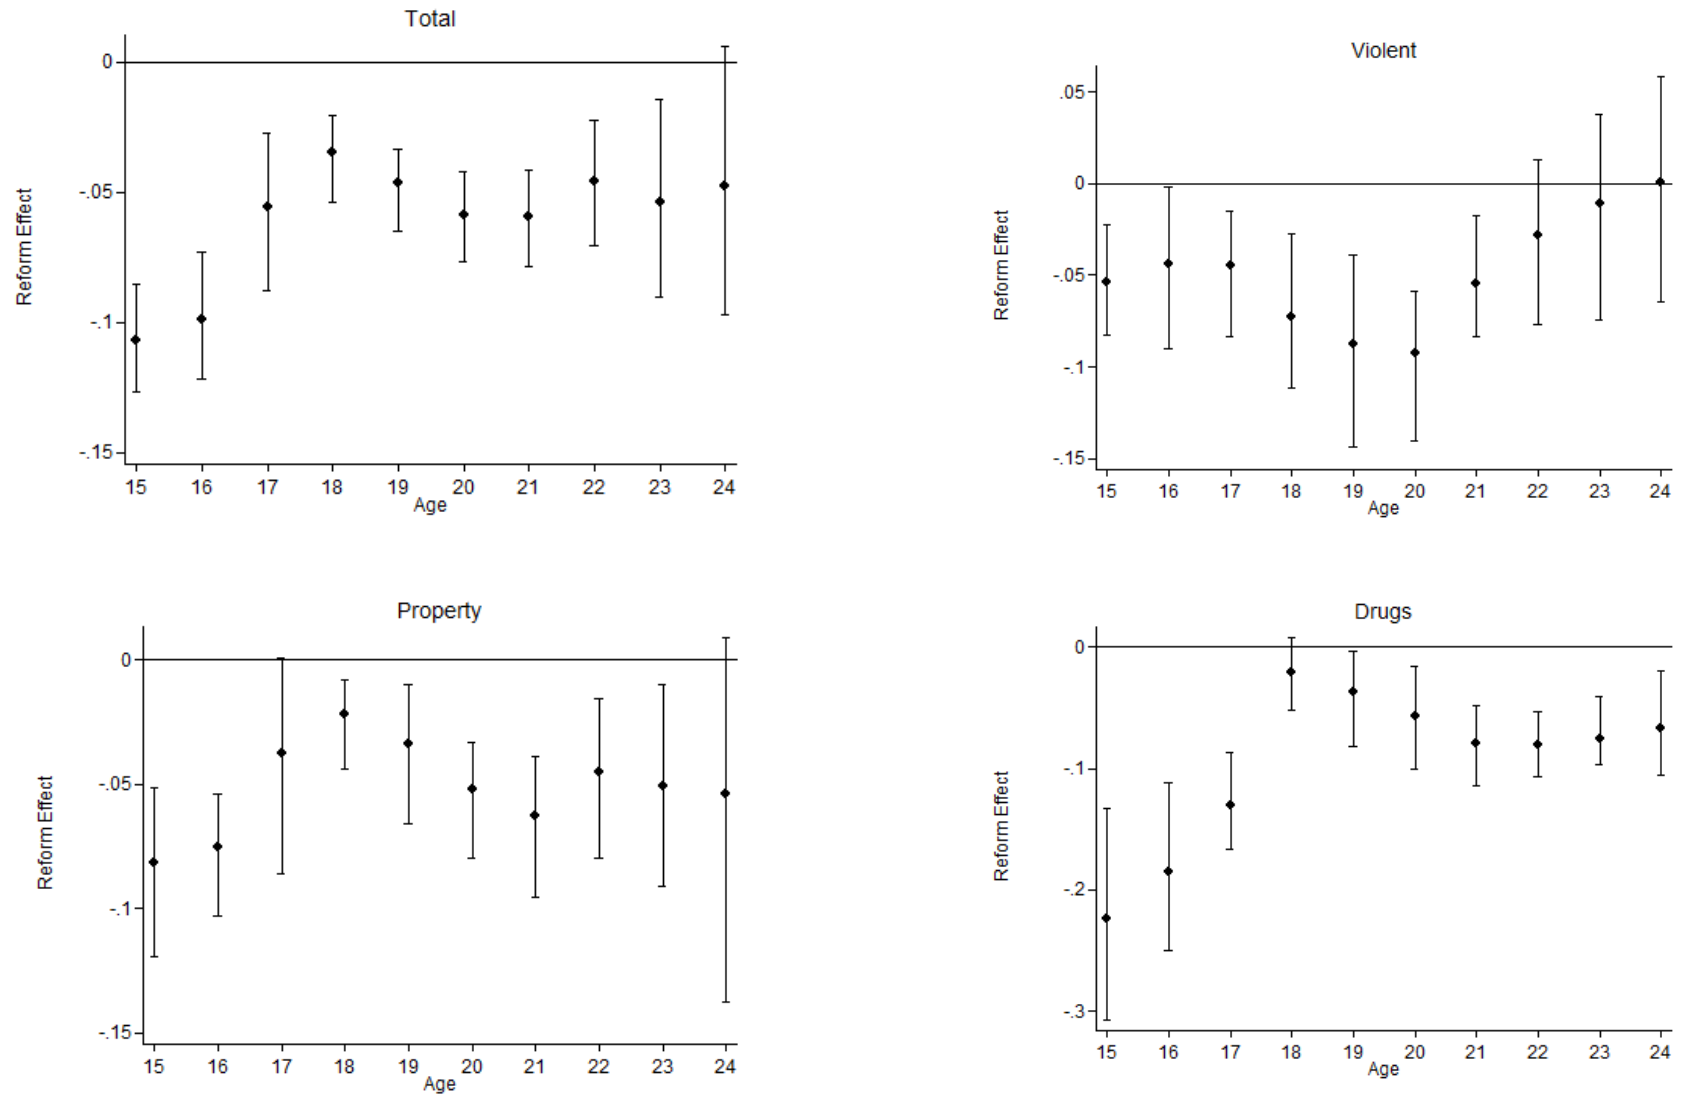 Total
0
-.05
-.1
-.15
Reform Effect
15 16 17 18 19 20 21 22 23 24
Age
Violent
.05
0
-.05
-.1
-.15
Reform Effect
15 16 17 18 19 20 21 22 23 24
Age
Property
0
-.05
-.1
-.15
Reform Effect
15 16 17 18 19 20 21 22 23 24
Age
Drugs
0
-.1
-.2
-.3
Reform Effect
15 16 17 18 19 20 21 22 23 24
Age